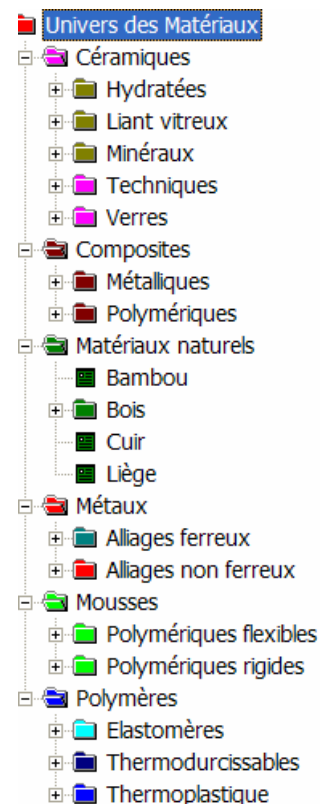 Univers des Matériaux
Céramiques
Hydratées
Liant vitreux
Minéraux
Techniques
Verres
Composites
Métalliques
Polymériques
Matériaux naturels
Bambou
Bois
Cuir
Liège
Métaux
Alliages ferreux
Alliages non ferreux
Mousses
Polymériques flexibles
Polymériques rigides
Polymères
Elastomères
Thermodurcissables
Thermoplastique